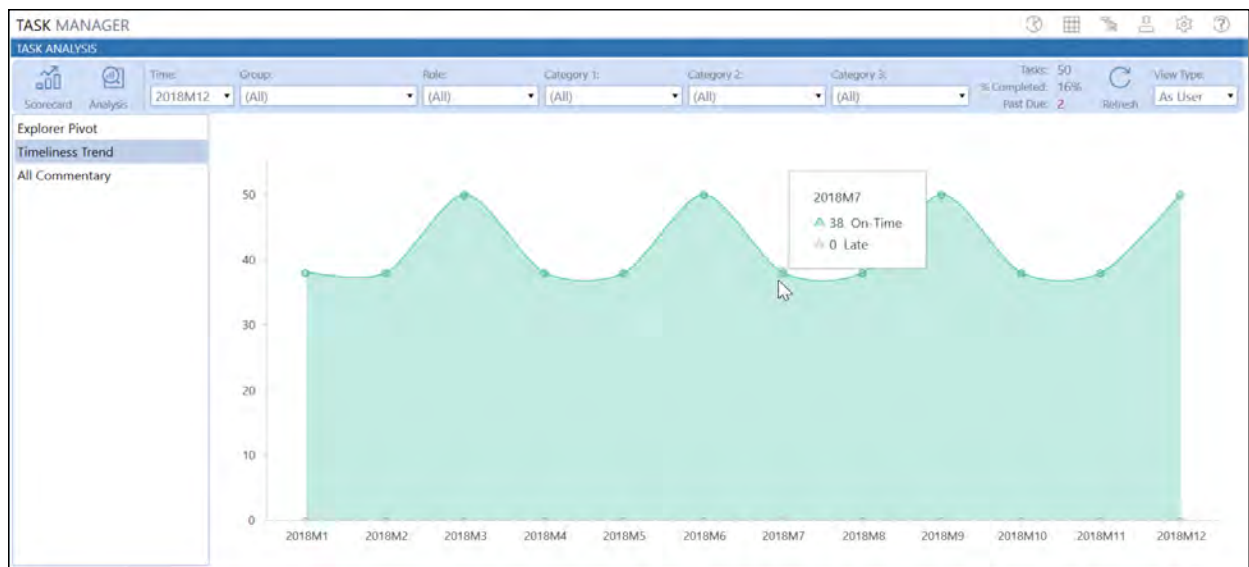 TASK MANAGER
TASK ANALYSIS
Scorecard
Analysis
Time:
2018M12
Group:
(All)
Role:
(All)
Category 1:
(All)
Category 2:
(All)
Category 3:
(All)
Tasks: 50
% Completed: 16%
Past Due: 2
Refresh
View Type:
As User
Explorer Pivot
Timeliness Trend
All Commentary
50
40
30
20
10
0
2018M7
38 On-Time
0 Late
2018M1 2018M2 2018M3 2018M4 2018M5 2018M6 2018M7 2018M8 2018M9 2018M10 2018M11 2018M12